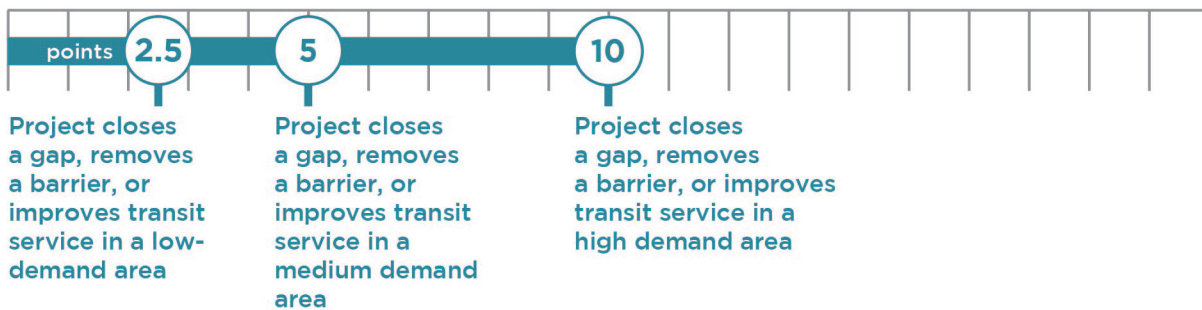 points 2.5 5 10
Project closes
a gap, removes
a barrier, or
improves transit
service in a low-
demand area
Project closes
a gap, removes
a barrier, or
improves transit
service in a
medium demand
area
Project closes
a gap, removes
a barrier, or improves
transit service in a
high demand area